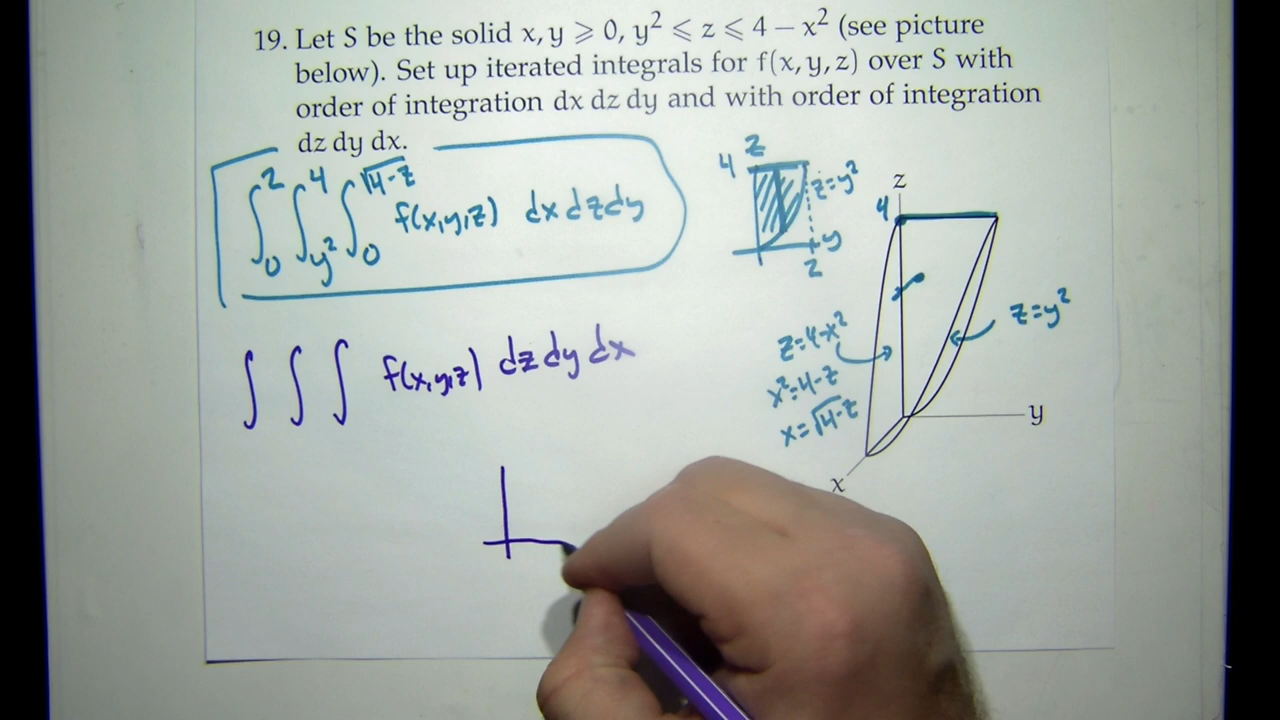 19. Let S be the solid x, y ⩾ 0, y² ⩽ z ⩽ 4 − x² (see picture
below). Set up iterated integrals for f(x, y, z) over S with
order of integration dx dz dy and with order of integration
dz dy dx.
∫₀² ∫_{y²}^4 ∫₀^{√4-z} f(x,y,z) dx dz dy
z
4
z=y²
y
2
z
4
z=y²
z=4-x²
x²=4-z
x=√4-z
y
x
∫ ∫ ∫ f(x,y,z) dz dy dx